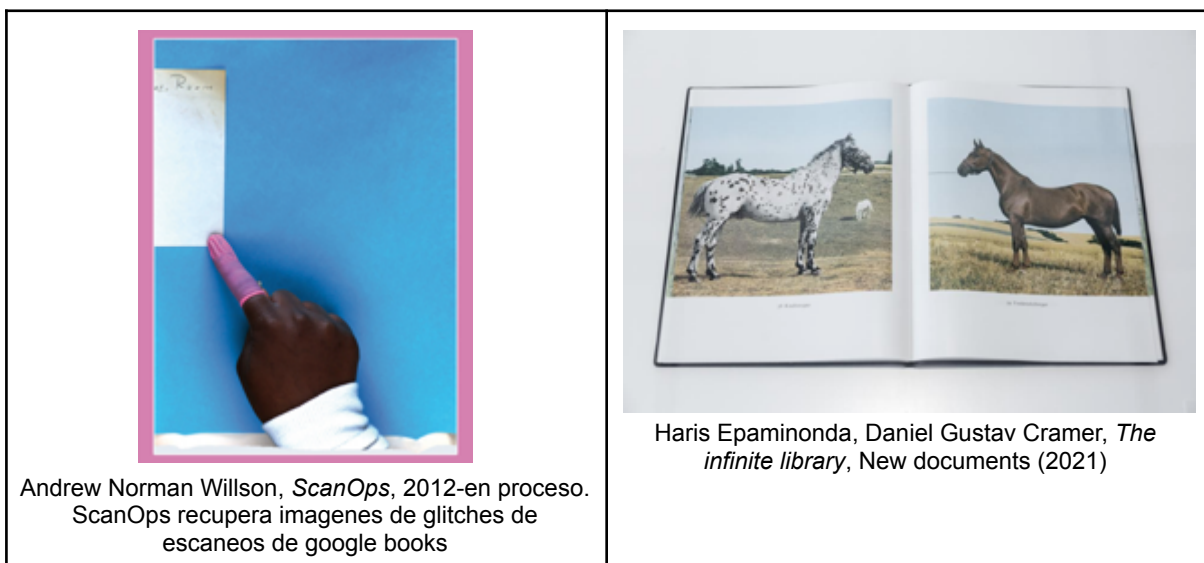 Room
Andrew Norman Willson, ScanOps, 2012-en proceso.
ScanOps recupera imagenes de glitches de
escaneos de google books
Haris Epaminonda, Daniel Gustav Cramer, The
infinite library, New documents (2021)